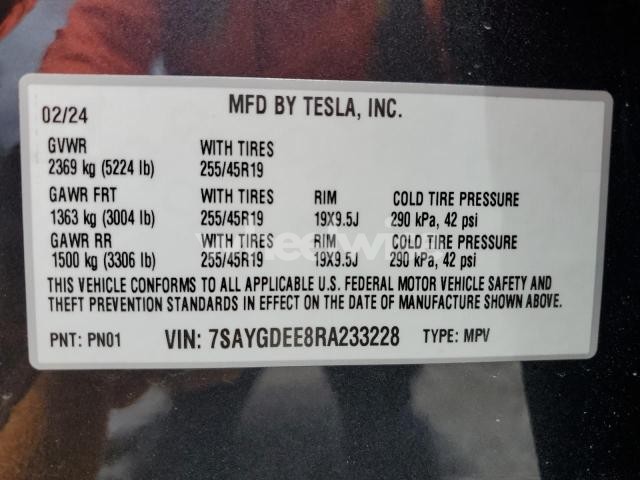 02/24 MFD BY TESLA, INC.
GVWR WITH TIRES
2369 kg (5224 lb) 255/45R19
GAWR FRT WITH TIRES RIM COLD TIRE PRESSURE
1363 kg (3004 lb) 255/45R19 19X9.5J 290 kPa, 42 psi
GAWR RR WITH TIRES RIM COLD TIRE PRESSURE
1500 kg (3306 lb) 255/45R19 19X9.5J 290 kPa, 42 psi
THIS VEHICLE CONFORMS TO ALL APPLICABLE U.S. FEDERAL MOTOR VEHICLE SAFETY AND
THEFT PREVENTION STANDARDS IN EFFECT ON THE DATE OF MANUFACTURE SHOWN ABOVE.
PNT: PN01 VIN: 7SAYGDEE8RA233228 TYPE: MPV